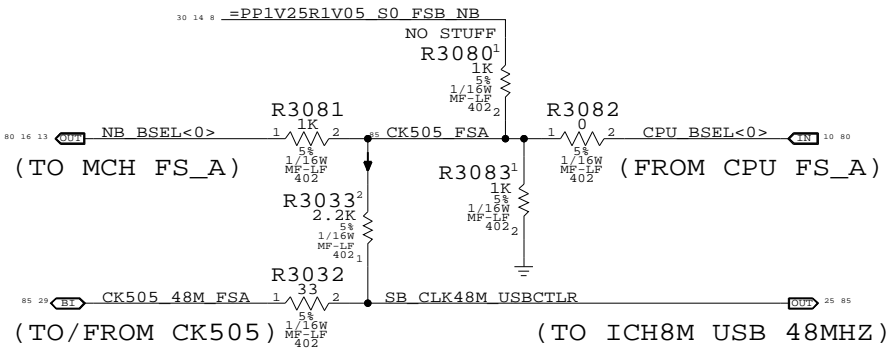 30 14 8 =PP1V25R1V05_S0_FSB_NB
NO STUFF
R3080 1
1K
5%
1/16W
MF-LF
402 2
R3081
1K
1 2
5%
1/16W
MF-LF
402
R3082
0
1 2
5%
1/16W
MF-LF
402
80 16 13 OUT NB_BSEL<0>
85 CK505_FSA
CPU_BSEL<0> IN 10 80
(TO MCH FS_A)
(FROM CPU FS_A)
R3083 1
1K
5%
1/16W
MF-LF
402 2
R3033 2
2.2K
5%
1/16W
MF-LF
402 1
R3032
33
1 2
5%
1/16W
MF-LF
402
85 29 BI CK505_48M_FSA
SB_CLK48M_USBCTLR OUT 25 85
(TO/FROM CK505)
(TO ICH8M USB 48MHZ)